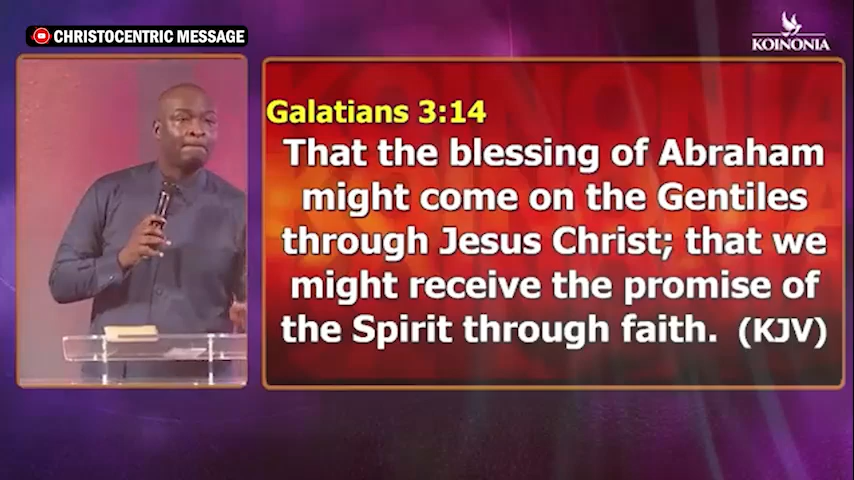 CHRISTOCENTRIC MESSAGE
KOINONIA
Galatians 3:14
That the blessing of Abraham
might come on the Gentiles
through Jesus Christ; that we
might receive the promise of
the Spirit through faith. (KJV)